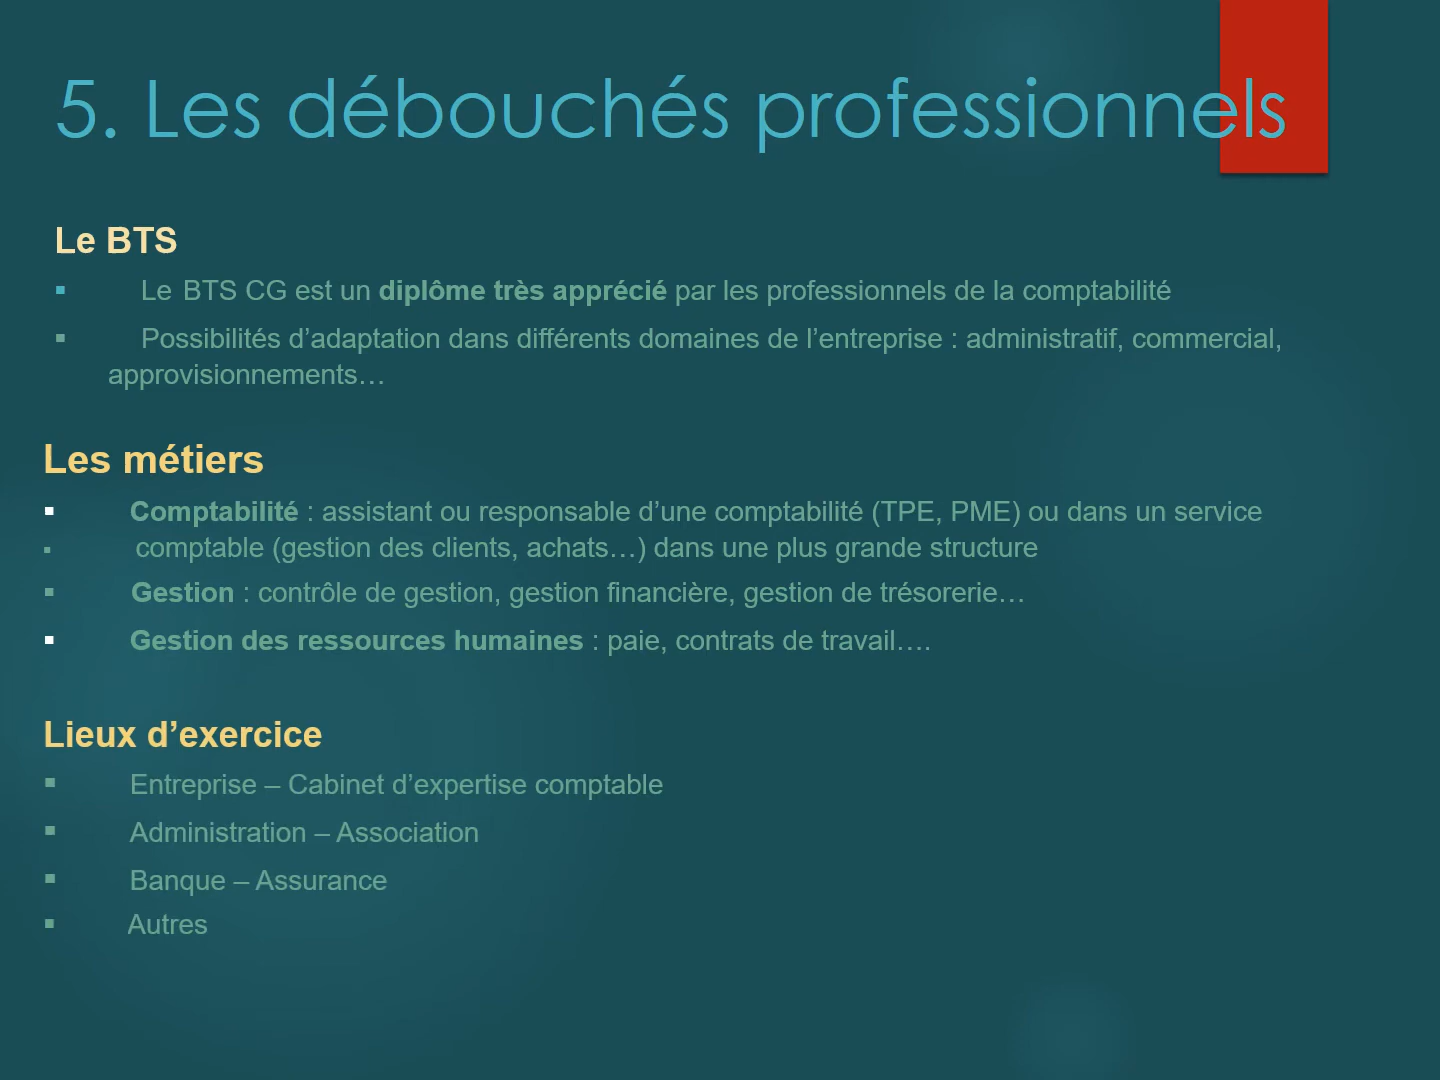 5. Les débouchés professionnels
Le BTS
▪ Le BTS CG est un diplôme très apprécié par les professionnels de la comptabilité
▪ Possibilités d’adaptation dans différents domaines de l’entreprise : administratif, commercial,
approvisionnements…
Les métiers
▪ Comptabilité : assistant ou responsable d’une comptabilité (TPE, PME) ou dans un service
▪ comptable (gestion des clients, achats…) dans une plus grande structure
▪ Gestion : contrôle de gestion, gestion financière, gestion de trésorerie…
▪ Gestion des ressources humaines : paie, contrats de travail….
Lieux d’exercice
▪ Entreprise – Cabinet d’expertise comptable
▪ Administration – Association
▪ Banque – Assurance
▪ Autres